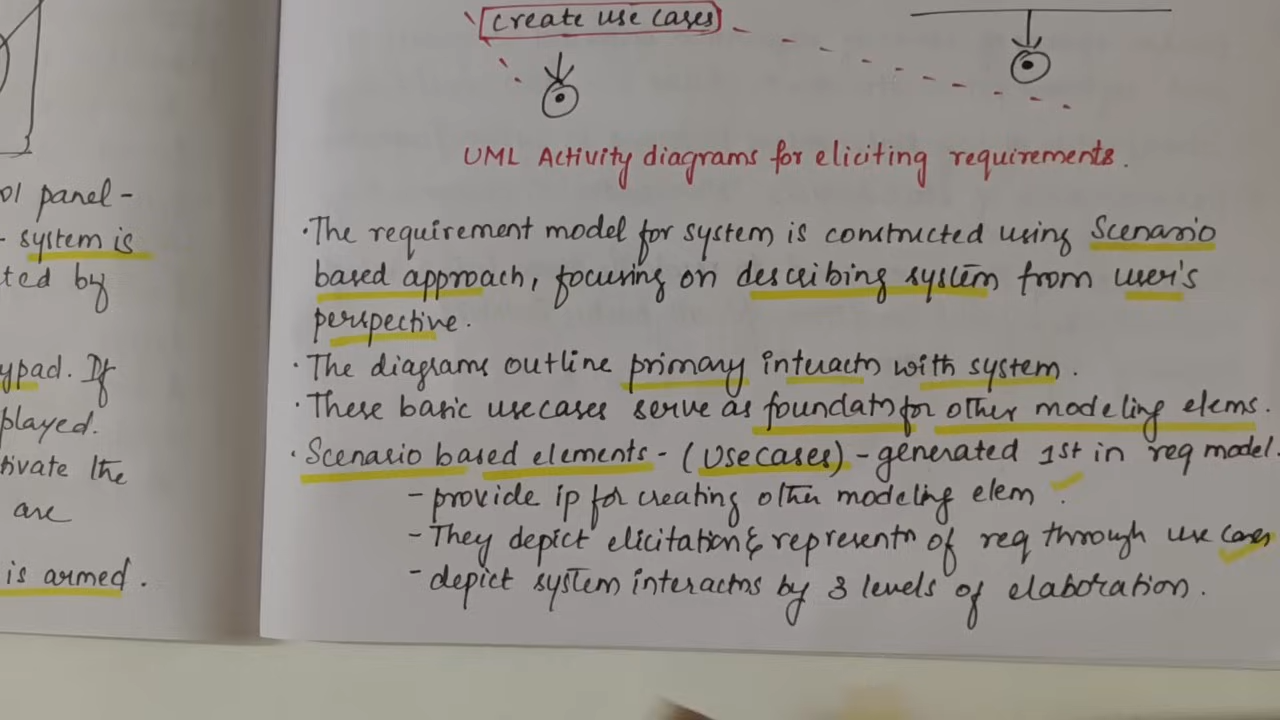 ol panel -
- system is
ted by
ypad. If
played.
tivate the
are
is armed.
Create use cases
UML Activity diagrams for eliciting requirements.
· The requirement model for system is constructed using Scenario
based approach, focusing on describing system from user's
perspective.
· The diagrams outline primary interactn with system.
· These basic usecases serve as foundatn for other modeling elems.
· Scenario based elements - (Usecases) - generated 1st in req model.
- provide ip for creating other modeling elem.
- They depict elicitation & representn of req through use cases
- depict system interactns by 3 levels of elaboration.